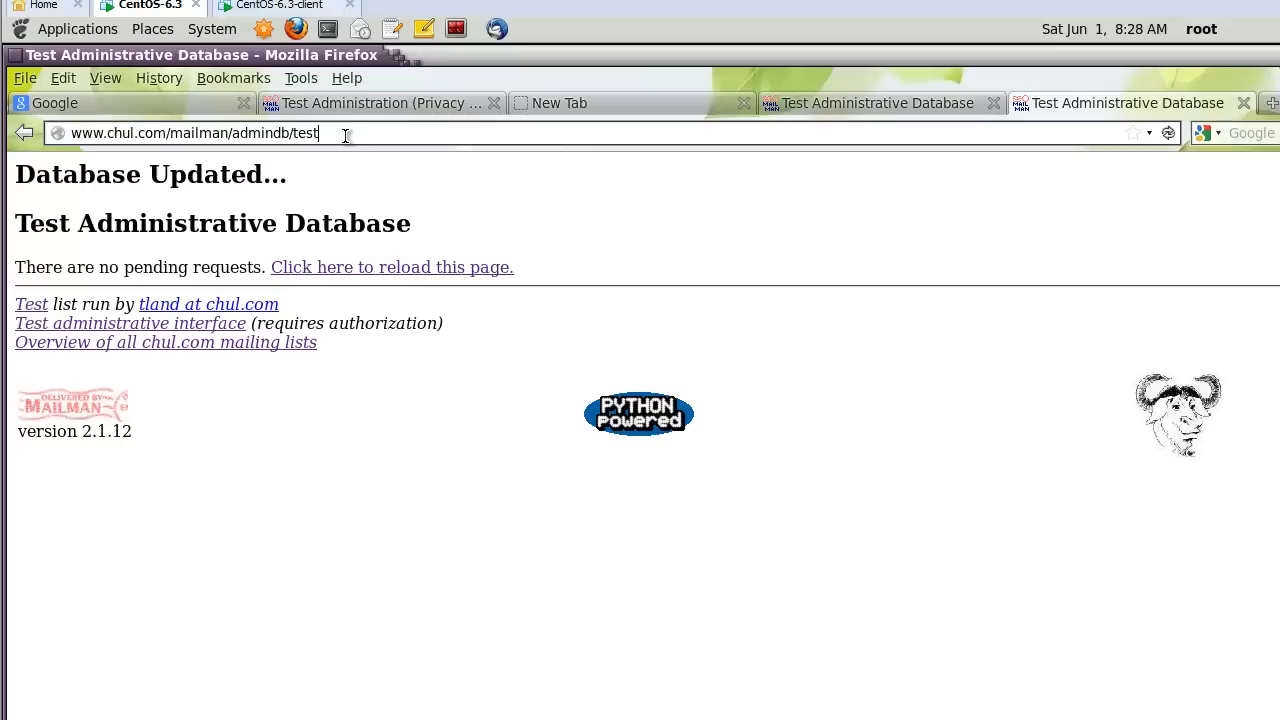 Home CentOS-6.3 CentOS-6.3-client
Applications Places System Sat Jun 1, 8:28 AM root
Test Administrative Database - Mozilla Firefox
File Edit View History Bookmarks Tools Help
Google Test Administration (Privacy ... New Tab Test Administrative Database Test Administrative Database
www.chul.com/mailman/admindb/test Google
Database Updated...
Test Administrative Database
There are no pending requests. Click here to reload this page.
Test list run by tland at chul.com
Test administrative interface (requires authorization)
Overview of all chul.com mailing lists
DELIVERED BY
MAILMAN
version 2.1.12
PYTHON
powered